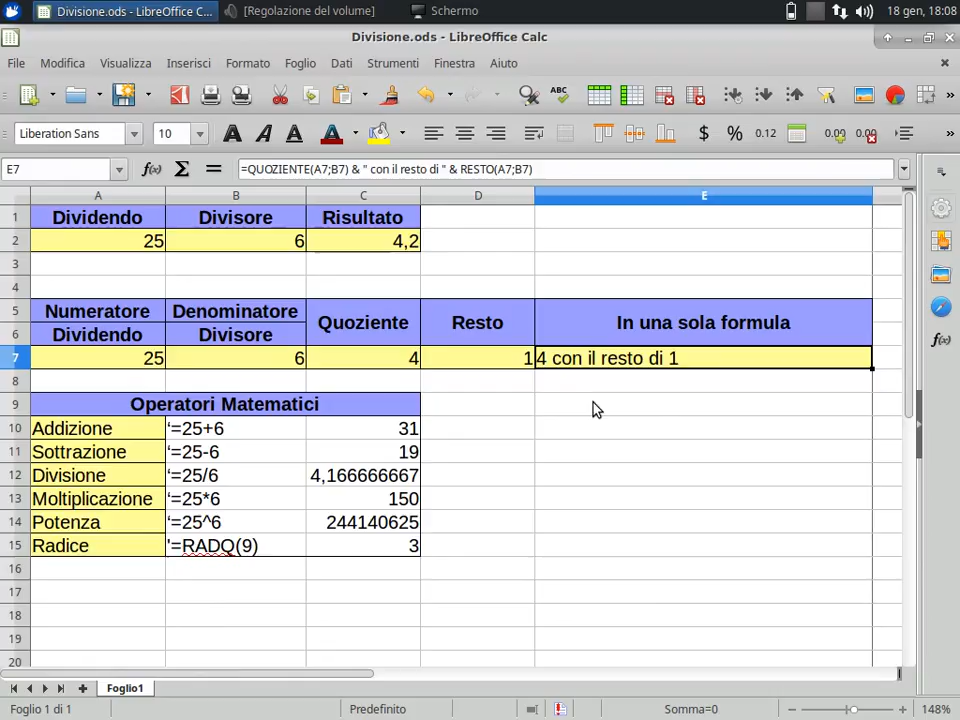 Divisione.ods - LibreOffice C... [Regolazione del volume] Schermo 18 gen, 18:08
Divisione.ods - LibreOffice Calc
File Modifica Visualizza Inserisci Formato Foglio Dati Strumenti Finestra Aiuto
ABC
Liberation Sans 10 A A A A $ % 0.12 0.00 0.00
E7 f(x) Σ = =QUOZIENTE(A7;B7) & " con il resto di " & RESTO(A7;B7)
A B C D E
1 Dividendo Divisore Risultato
2 25 6 4,2
3
4
5 Numeratore Denominatore Quoziente Resto In una sola formula
6 Dividendo Divisore
7 25 6 4 1 4 con il resto di 1
8
9 Operatori Matematici
10 Addizione ‘=25+6 31
11 Sottrazione ‘=25-6 19
12 Divisione ‘=25/6 4,166666667
13 Moltiplicazione ‘=25*6 150
14 Potenza ‘=25^6 244140625
15 Radice '=RADQ(9) 3
16
17
18
19
20
Foglio1
Foglio 1 di 1 Predefinito Somma=0 148%